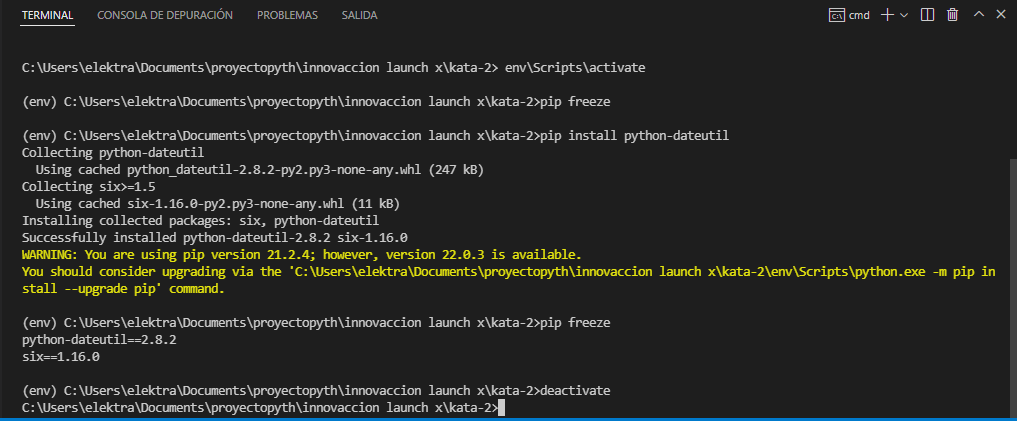 TERMINAL CONSOLA DE DEPURACIÓN PROBLEMAS SALIDA cmd
C:\Users\elektra\Documents\proyectopyth\innovaccion launch x\kata-2> env\Scripts\activate
(env) C:\Users\elektra\Documents\proyectopyth\innovaccion launch x\kata-2>pip freeze
(env) C:\Users\elektra\Documents\proyectopyth\innovaccion launch x\kata-2>pip install python-dateutil
Collecting python-dateutil
  Using cached python_dateutil-2.8.2-py2.py3-none-any.whl (247 kB)
Collecting six>=1.5
  Using cached six-1.16.0-py2.py3-none-any.whl (11 kB)
Installing collected packages: six, python-dateutil
Successfully installed python-dateutil-2.8.2 six-1.16.0
WARNING: You are using pip version 21.2.4; however, version 22.0.3 is available.
You should consider upgrading via the 'C:\Users\elektra\Documents\proyectopyth\innovaccion launch x\kata-2\env\Scripts\python.exe -m pip in
stall --upgrade pip' command.
(env) C:\Users\elektra\Documents\proyectopyth\innovaccion launch x\kata-2>pip freeze
python-dateutil==2.8.2
six==1.16.0
(env) C:\Users\elektra\Documents\proyectopyth\innovaccion launch x\kata-2>deactivate
C:\Users\elektra\Documents\proyectopyth\innovaccion launch x\kata-2>